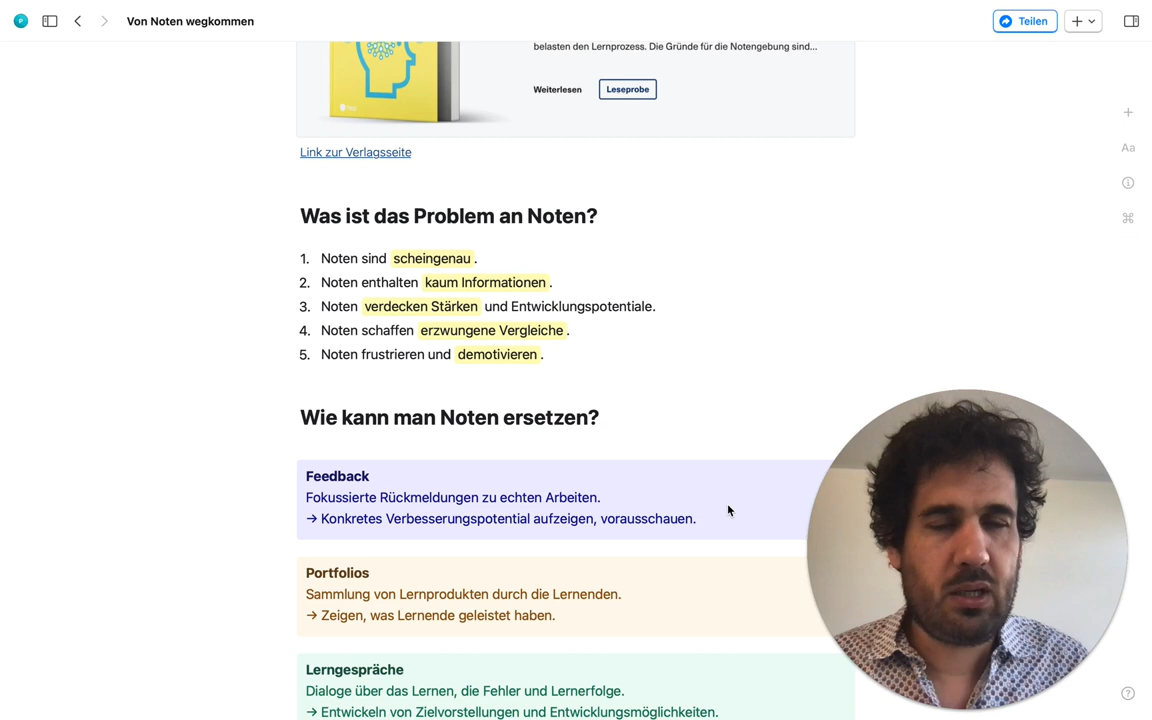 P
Von Noten wegkommen
Teilen
belasten den Lernprozess. Die Gründe für die Notengebung sind...
Weiterlesen
Leseprobe
Link zur Verlagsseite
Aa
Was ist das Problem an Noten?
1. Noten sind scheingenau.
2. Noten enthalten kaum Informationen.
3. Noten verdecken Stärken und Entwicklungspotentiale.
4. Noten schaffen erzwungene Vergleiche.
5. Noten frustrieren und demotivieren.
Wie kann man Noten ersetzen?
Feedback
Fokussierte Rückmeldungen zu echten Arbeiten.
→ Konkretes Verbesserungspotential aufzeigen, vorausschauen.
Portfolios
Sammlung von Lernprodukten durch die Lernenden.
→ Zeigen, was Lernende geleistet haben.
Lerngespräche
Dialoge über das Lernen, die Fehler und Lernerfolge.
→ Entwickeln von Zielvorstellungen und Entwicklungsmöglichkeiten.